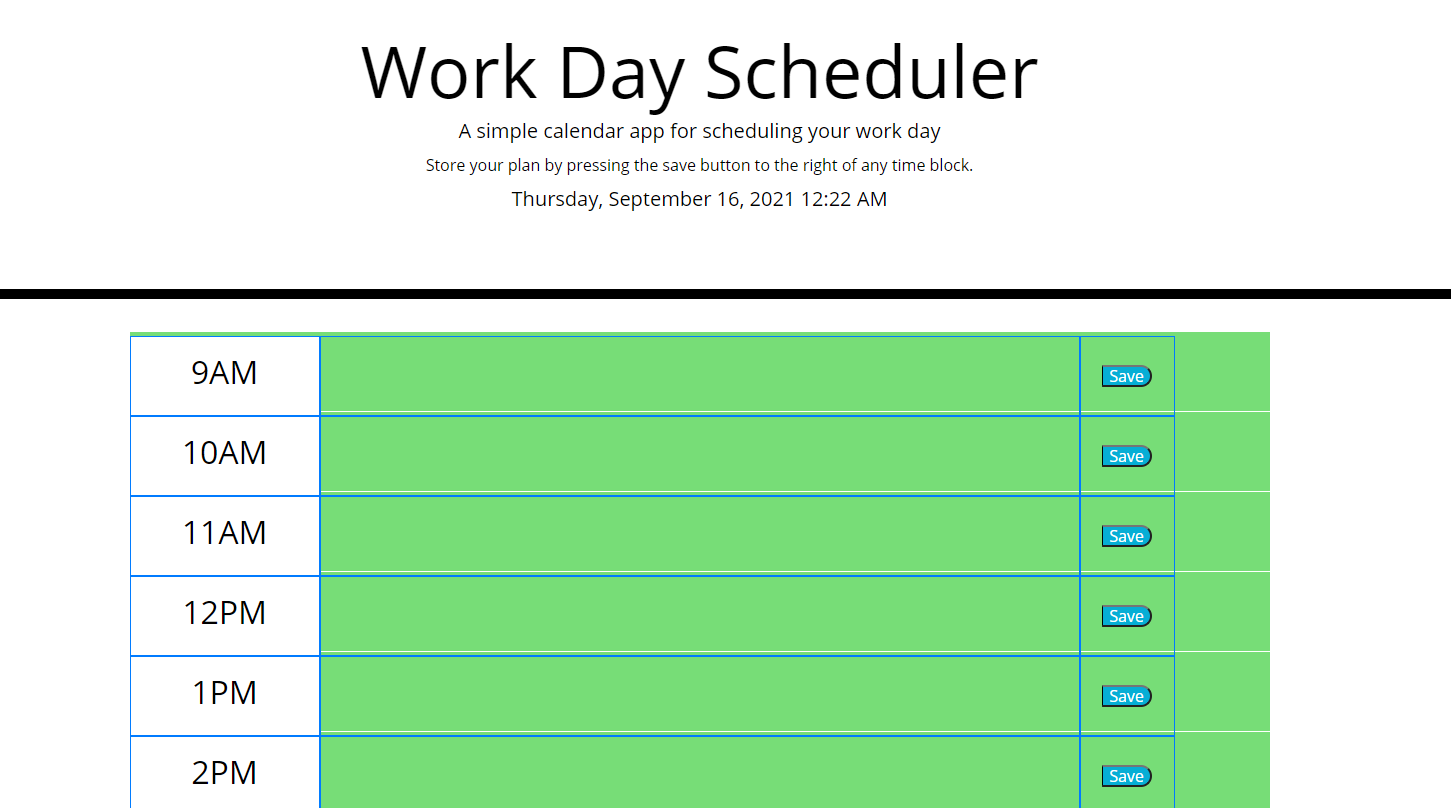 Work Day Scheduler
A simple calendar app for scheduling your work day
Store your plan by pressing the save button to the right of any time block.
Thursday, September 16, 2021 12:22 AM
9AM Save
10AM Save
11AM Save
12PM Save
1PM Save
2PM Save